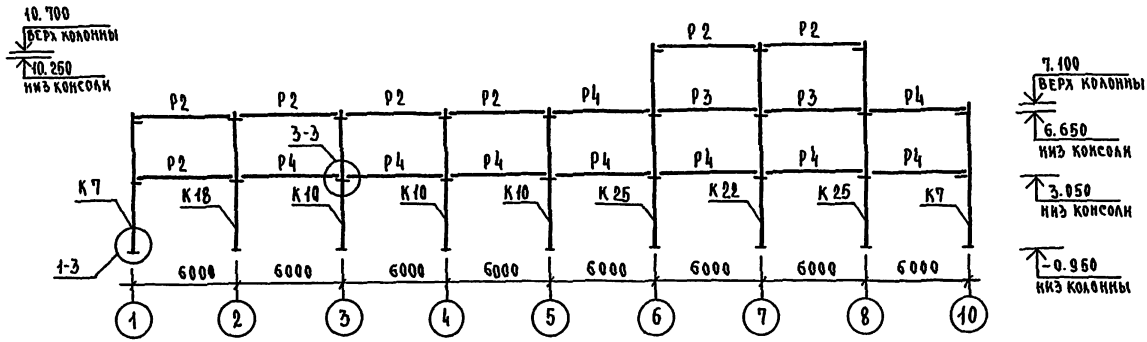 10.700
ВЕРХ КОЛОННЫ
10.250
НИЗ КОНСОЛИ
Р2 Р2
Р2 Р2 Р2 Р2 Р4 Р3 Р3 Р4
3-3
Р2 Р4 Р4 Р4 Р4 Р4 Р4 Р4
К7 К18 К10 К10 К10 К25 К22 К25 К7
1-3
6000 6000 6000 6000 6000 6000 6000 6000
1 2 3 4 5 6 7 8 10
7.100
ВЕРХ КОЛОННЫ
6.650
НИЗ КОНСОЛИ
3.050
НИЗ КОНСОЛИ
-0.950
НИЗ КОЛОННЫ